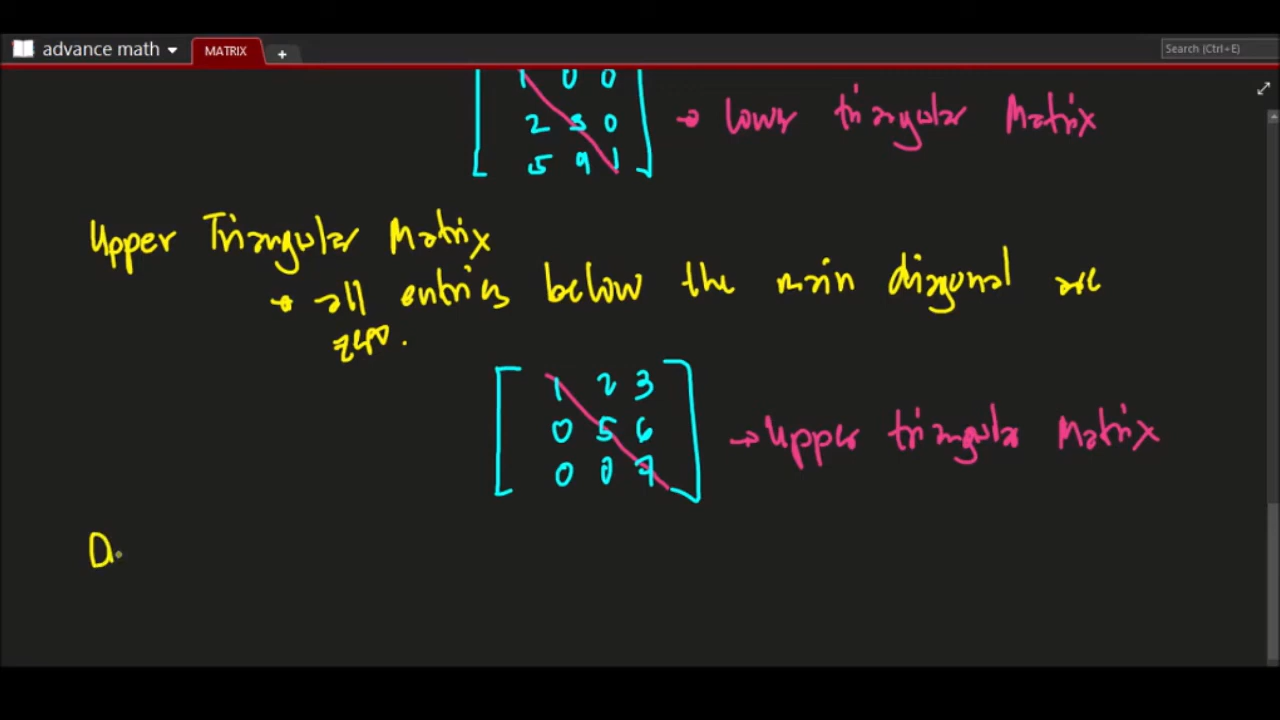 advance math
MATRIX
+
Search (Ctrl+E)
1 0 0
2 3 0 → lower triangular Matrix
5 9 1
Upper Triangular Matrix
all entries below the main diagonal are
zero.
1 2 3
0 5 6 → upper triangular Matrix
0 0 7
D